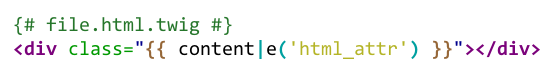 {# file.html.twig #}
<div class="{{ content|e('html_attr') }}"></div>